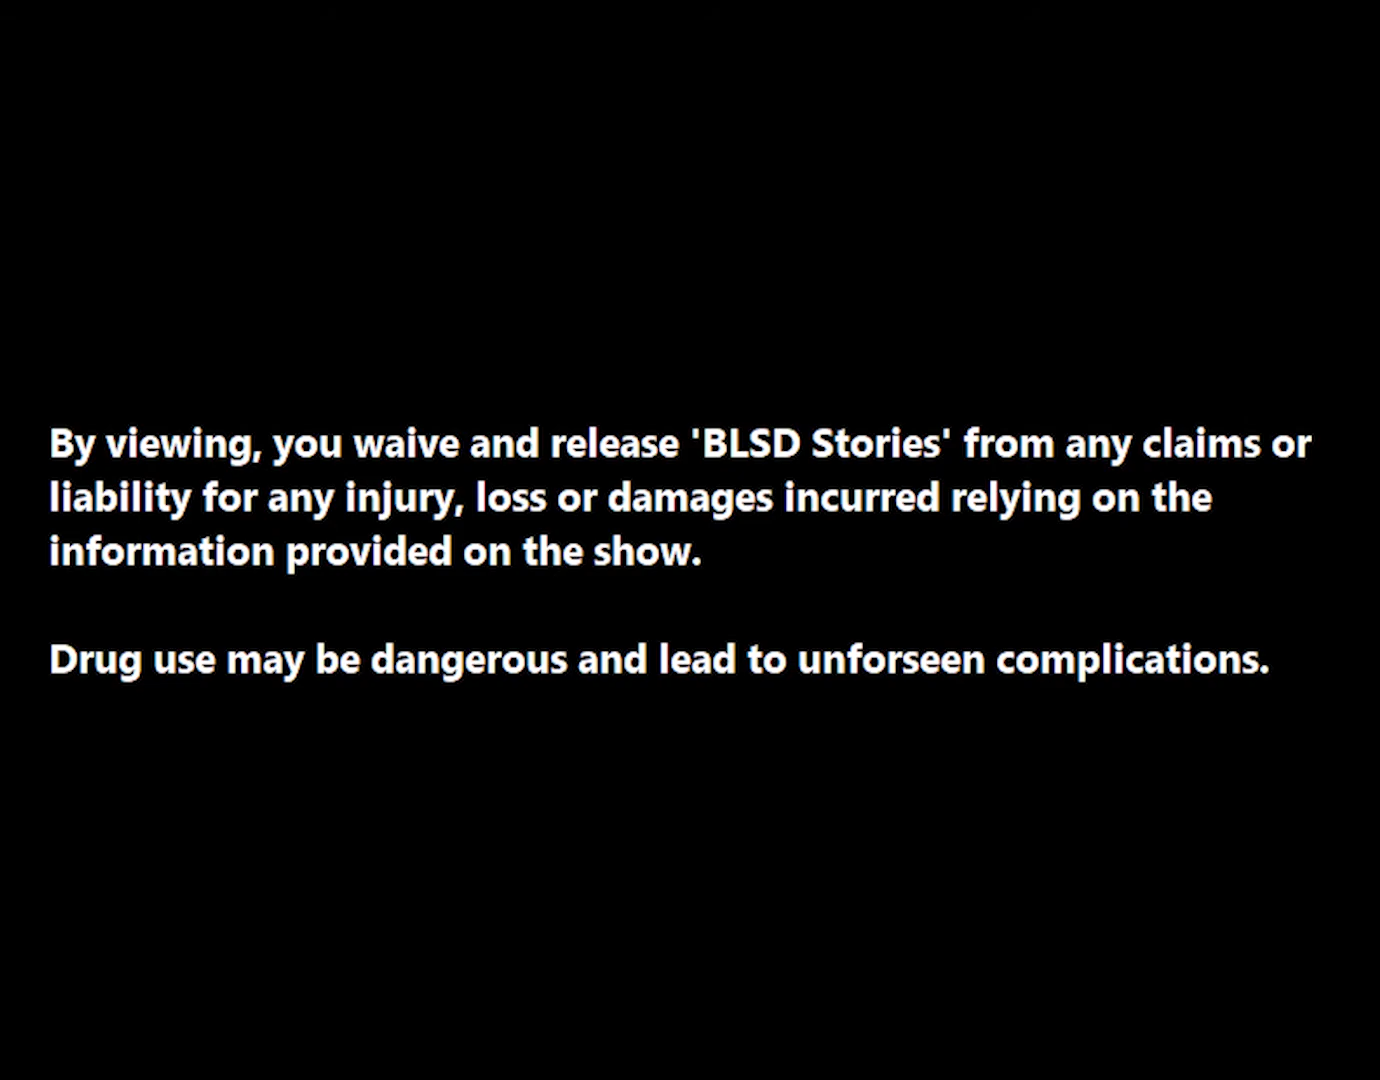 By viewing, you waive and release 'BLSD Stories' from any claims or
liability for any injury, loss or damages incurred relying on the
information provided on the show.
Drug use may be dangerous and lead to unforseen complications.